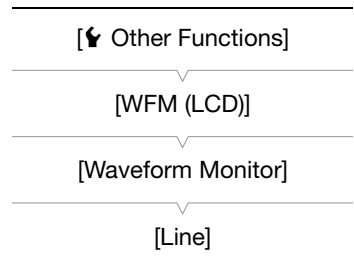 [Other Functions]
[WFM (LCD)]
[Waveform Monitor]
[Line]